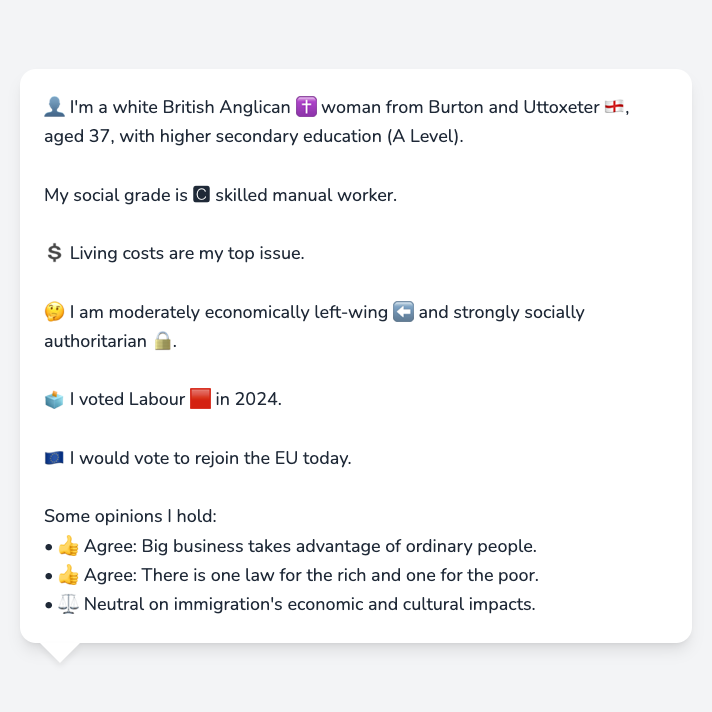 👤 I'm a white British Anglican ✝️ woman from Burton and Uttoxeter 🏴󠁧󠁢󠁥󠁮󠁧󠁿,
aged 37, with higher secondary education (A Level).
My social grade is 🅲 skilled manual worker.
💲 Living costs are my top issue.
🤔 I am moderately economically left-wing ⬅️ and strongly socially
authoritarian 🔒.
🗳️ I voted Labour 🟥 in 2024.
🇪🇺 I would vote to rejoin the EU today.
Some opinions I hold:
• 👍 Agree: Big business takes advantage of ordinary people.
• 👍 Agree: There is one law for the rich and one for the poor.
• ⚖️ Neutral on immigration's economic and cultural impacts.